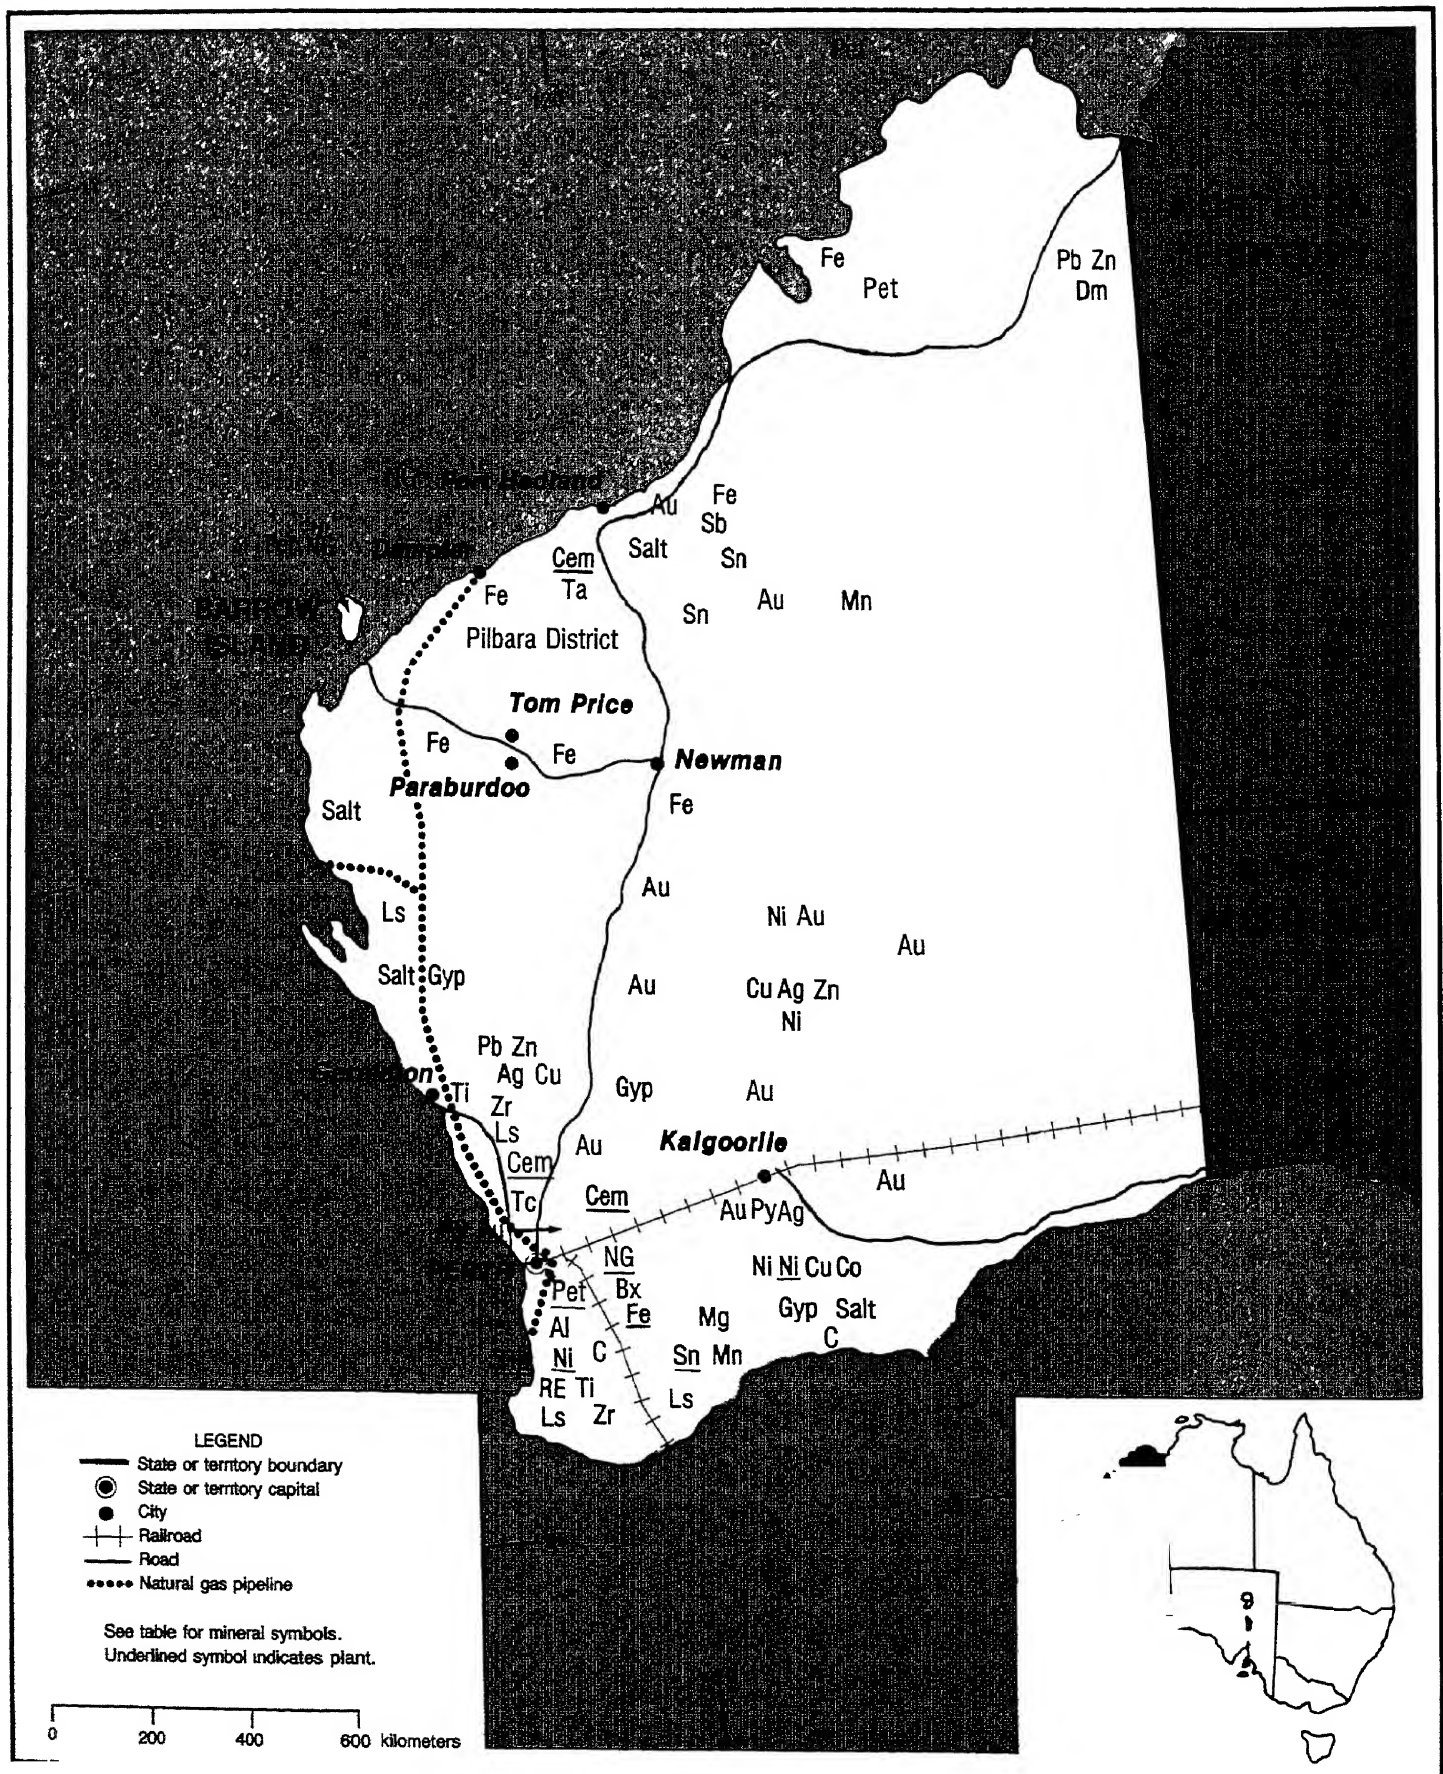 Fe
Pet
Pb Zn
Dm
Port Hedland
Au
Fe
Sb
Salt
Sn
Dampier
Cem
Ta
Fe
BARROW
ISLAND
Sn
Au
Mn
Pilbara District
Tom Price
Fe
Fe
Newman
Paraburdoo
Fe
Salt
Au
Ls
Ni Au
Au
Salt Gyp
Au
Cu Ag Zn
Ni
Pb Zn
Ag Cu
Geraldton
Ti
Zr
Gyp
Au
Ls
Au
Kalgoorlie
Cem
Au
Tc
Cem
Au Py Ag
PERTH
NG
Ni Ni Cu Co
Pet
Bx
Fe
Gyp Salt
Al
Mg
C
Ni
C
Sn Mn
RE Ti
Ls
Ls Zr
LEGEND
State or territory boundary
State or territory capital
City
Railroad
Road
Natural gas pipeline
See table for mineral symbols.
Underlined symbol indicates plant.
0 200 400 600 kilometers